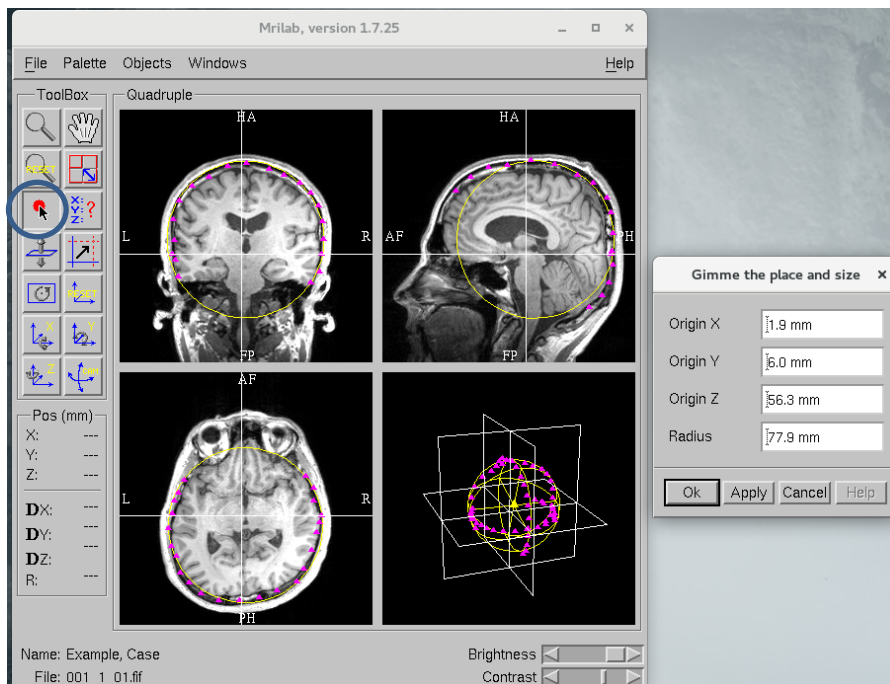 Mrilab, version 1.7.25
File Palette Objects Windows Help
ToolBox
Quadruple
RESET
X:
Y: ?
Z:
RESET
X
Y
Z
CAM
HA
L
R
FP
HA
AF
PH
FP
AF
L
R
PH
Pos (mm)
X: ---
Y: ---
Z: ---
DX: ---
DY: ---
DZ: ---
R: ---
Name: Example, Case
File: 001_1_01.fif
Brightness
Contrast
Gimme the place and size
Origin X 1.9 mm
Origin Y 6.0 mm
Origin Z 56.3 mm
Radius 77.9 mm
Ok Apply Cancel Help